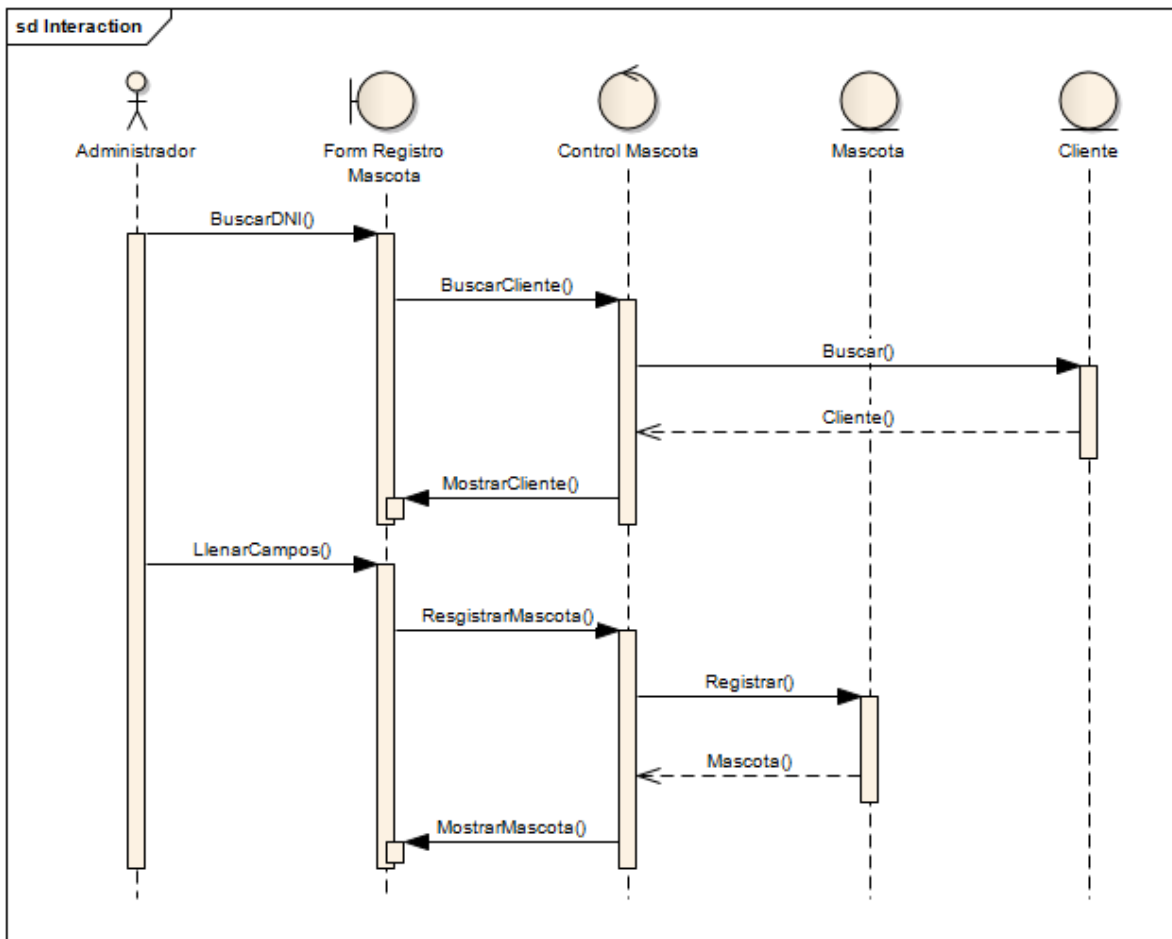 sd Interaction
Administrador
Form Registro
Mascota
Control Mascota
Mascota
Cliente
BuscarDNI()
BuscarCliente()
Buscar()
Cliente()
MostrarCliente()
LlenarCampos()
ResgistrarMascota()
Registrar()
Mascota()
MostrarMascota()